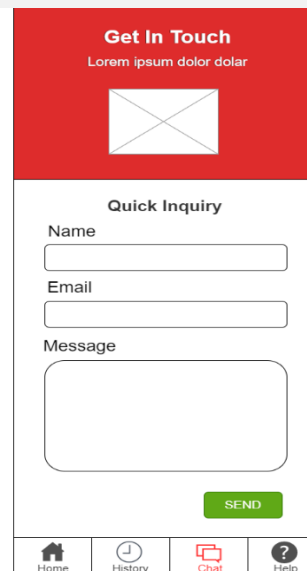 Get In Touch
Lorem ipsum dolor dolar
Quick Inquiry
Name
Email
Message
SEND
Home History Chat Help